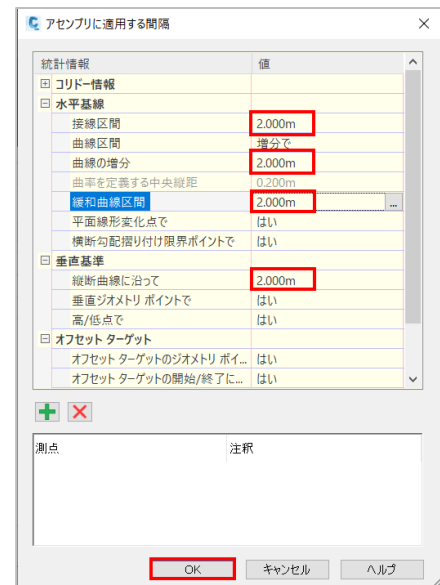 アセンブリに適用する間隔
統計情報 値
コリドー情報
水平基線
接線区間 2.000m
曲線区間 増分で
曲線の増分 2.000m
曲率を定義する中央縦距 0.200m
緩和曲線区間 2.000m ...
平面線形変化点で はい
横断勾配摺り付け限界ポイントで はい
垂直基準
縦断曲線に沿って 2.000m
垂直ジオメトリ ポイントで はい
高/低点で はい
オフセット ターゲット
オフセット ターゲットのジオメトリ ポイ... はい
オフセット ターゲットの開始/終了に... はい
測点 注釈
OK キャンセル ヘルプ